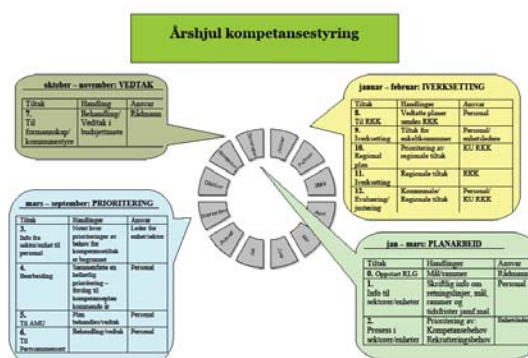 Årshjul kompetansestyring
oktober – november: VEDTAK
Tiltak Handling Ansvar
7. Behandling/ Rådmann
Til Vedtak i
formannskap/ budsjettmøte
kommunestyre
januar – februar: IVERKSETTING
Tiltak Handlinger Ansvar
8. Vedtatte planer Personal
Til RKK sendes RKK
9. Tiltak for Personal/
Iverksetting enkeltkommuner enhetsledere
10. Prioritering av KU RKK
Regional regionale tiltak
plan
11. Regionale tiltak RKK
Iverksetting
12. Kommunale/ Personal/
Evaluering/ Regionale tiltak KU RKK
justering
mars – september: PRIORITERING
Tiltak Handlinger Ansvar
3. Notat hvor Leder for
Info fra prioriteringer av enhet/sektor
sektor/enhet til behov for
personal kompetansetiltak
er begrunnet
4. Sammenfatte en Personal
Bearbeiding helhetlig
prioritering –
forslag til
kompetanseplan
kommende år
5. Plan Personal
Til AMU behandles/vedtak
6. Behandling/vedtak Personal
Til
Partssammensatt
jan – mars: PLANARBEID
Tiltak Handlinger Ansvar
0. Oppstart RLG Mål/rammer Rådmann
1. Skriftlig info om Personal
Info til retningslinjer, mål,
sektorer/enheter rammer og
tidsfrister jamf.mal
2. Prioritering av: Enhetsleder
Prosess i Kompetansebehov
sektorer/enheter Rekrutteringsbehov